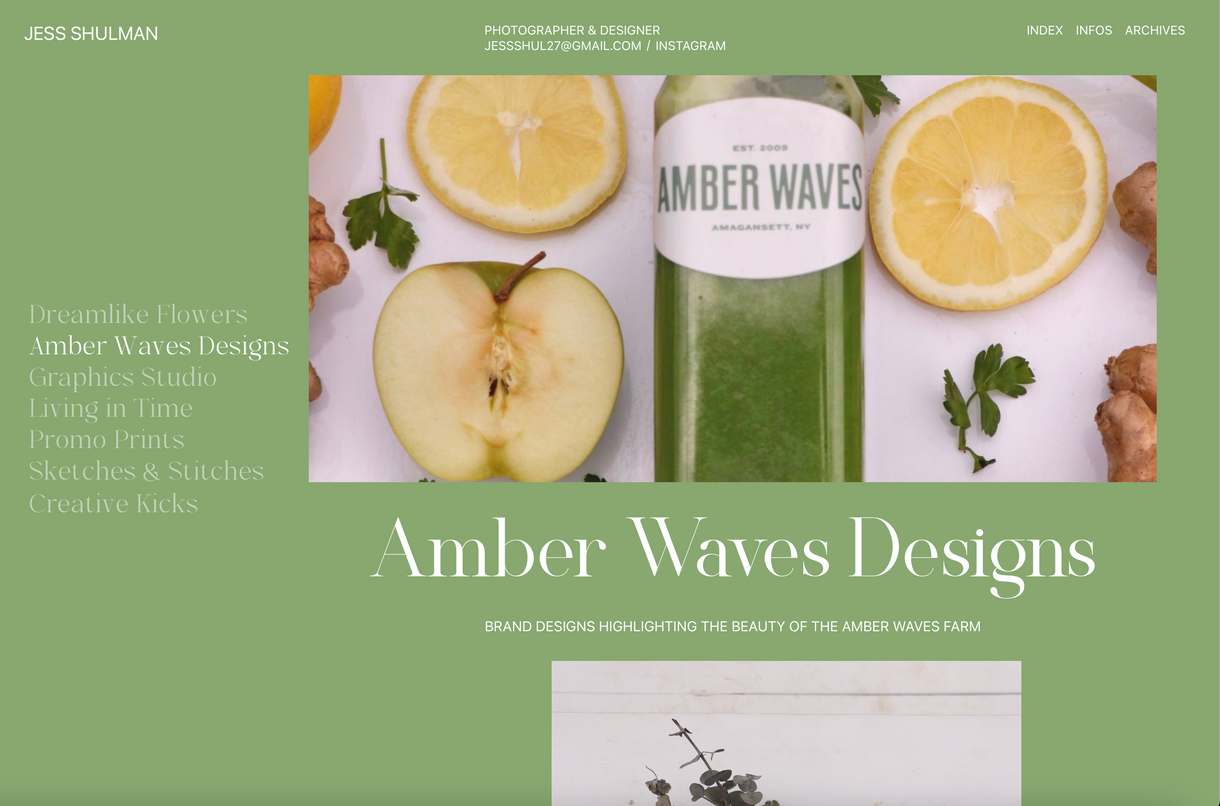 JESS SHULMAN
PHOTOGRAPHER & DESIGNER
JESSSHUL27@GMAIL.COM / INSTAGRAM
INDEX INFOS ARCHIVES
EST. 2009
AMBER WAVES
AMAGANSETT, NY
Dreamlike Flowers
Amber Waves Designs
Graphics Studio
Living in Time
Promo Prints
Sketches & Stitches
Creative Kicks
Amber Waves Designs
BRAND DESIGNS HIGHLIGHTING THE BEAUTY OF THE AMBER WAVES FARM